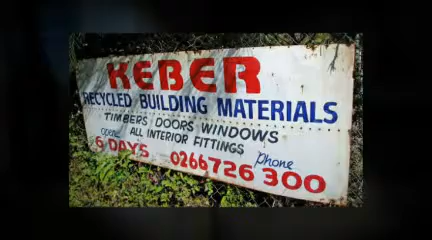 KEBER
RECYCLED BUILDING MATERIALS
TIMBERS DOORS WINDOWS
open ALL INTERIOR FITTINGS
6 DAYS Phone
0266726 300